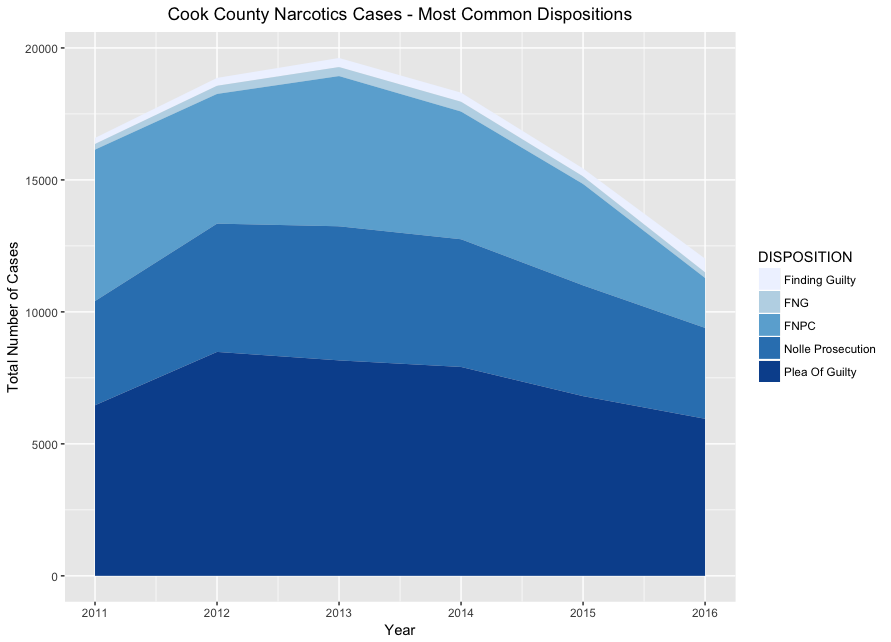 Cook County Narcotics Cases - Most Common Dispositions
Total Number of Cases
20000
15000
10000
5000
0
2011 2012 2013 2014 2015 2016
Year
DISPOSITION
Finding Guilty
FNG
FNPC
Nolle Prosecution
Plea Of Guilty